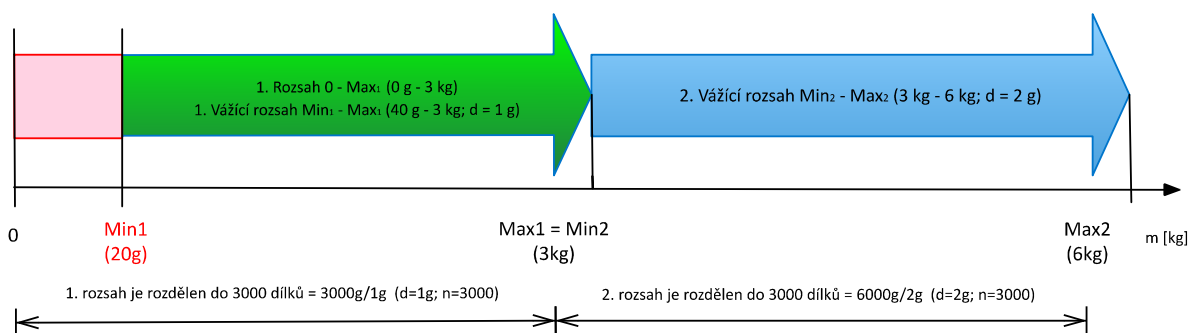 1. Rozsah 0 - Max₁ (0 g - 3 kg)
1. Vážící rozsah Min₁ - Max₁ (40 g - 3 kg; d = 1 g)
2. Vážící rozsah Min₂ - Max₂ (3 kg - 6 kg; d = 2 g)
0
Min1
(20g)
Max1 = Min2
(3kg)
Max2
(6kg)
m [kg]
1. rozsah je rozdělen do 3000 dílků = 3000g/1g (d=1g; n=3000)
2. rozsah je rozdělen do 3000 dílků = 6000g/2g (d=2g; n=3000)